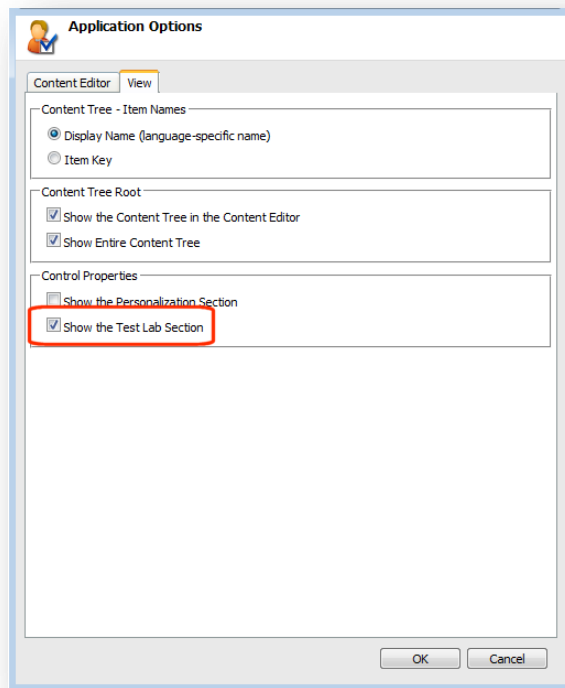 Application Options
Content Editor
View
Content Tree - Item Names
Display Name (language-specific name)
Item Key
Content Tree Root
Show the Content Tree in the Content Editor
Show Entire Content Tree
Control Properties
Show the Personalization Section
Show the Test Lab Section
OK
Cancel